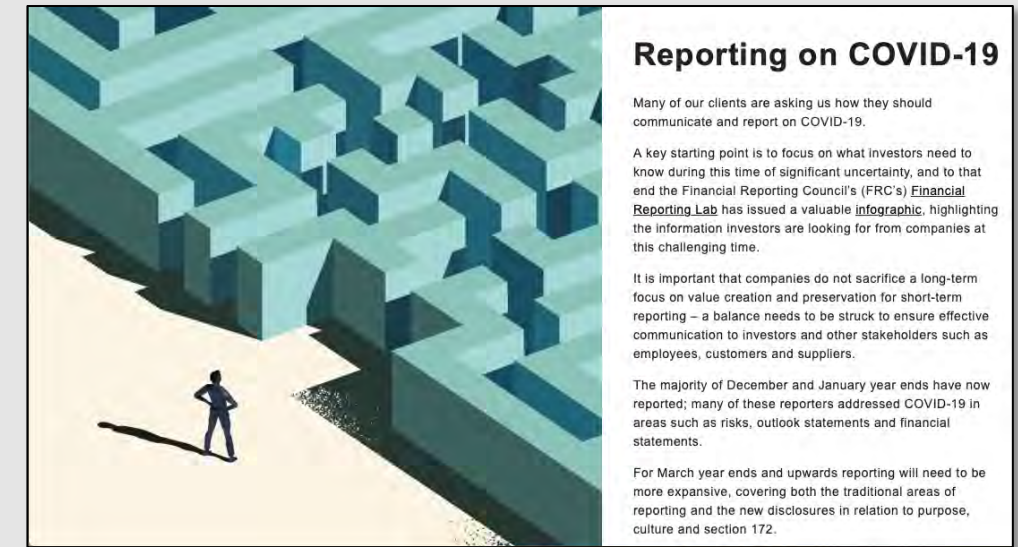 Reporting on COVID-19
Many of our clients are asking us how they should
communicate and report on COVID-19.
A key starting point is to focus on what investors need to
know during this time of significant uncertainty, and to that
end the Financial Reporting Council's (FRC's) Financial
Reporting Lab has issued a valuable infographic, highlighting
the information investors are looking for from companies at
this challenging time.
It is important that companies do not sacrifice a long-term
focus on value creation and preservation for short-term
reporting – a balance needs to be struck to ensure effective
communication to investors and other stakeholders such as
employees, customers and suppliers.
The majority of December and January year ends have now
reported; many of these reporters addressed COVID-19 in
areas such as risks, outlook statements and financial
statements.
For March year ends and upwards reporting will need to be
more expansive, covering both the traditional areas of
reporting and the new disclosures in relation to purpose,
culture and section 172.